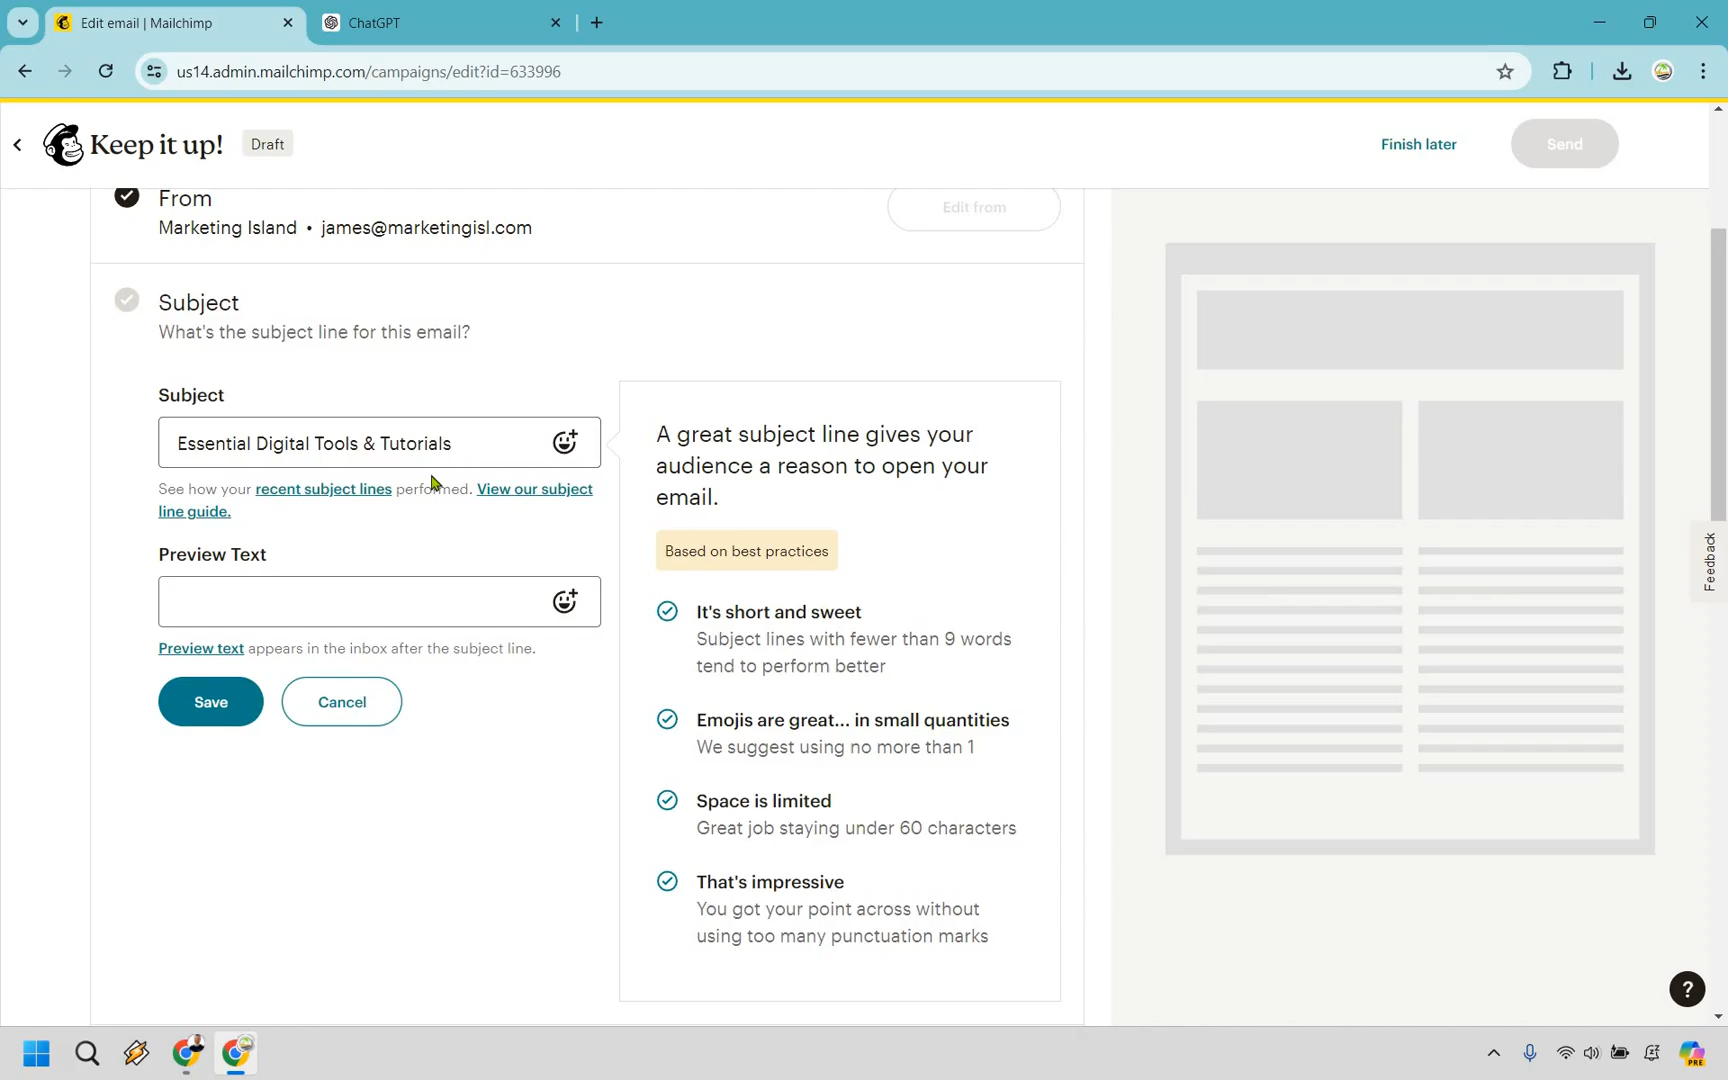 Edit email | Mailchimp
ChatGPT
us14.admin.mailchimp.com/campaigns/edit?id=633996
Keep it up!
Draft
Finish later
Send
From
Marketing Island • james@marketingisl.com
Edit from
Subject
What's the subject line for this email?
Subject
Essential Digital Tools & Tutorials
See how your recent subject lines performed. View our subject
line guide.
Preview Text
Preview text appears in the inbox after the subject line.
Save
Cancel
A great subject line gives your
audience a reason to open your
email.
Based on best practices
It's short and sweet
Subject lines with fewer than 9 words
tend to perform better
Emojis are great... in small quantities
We suggest using no more than 1
Space is limited
Great job staying under 60 characters
That's impressive
You got your point across without
using too many punctuation marks
Feedback
?
PRE